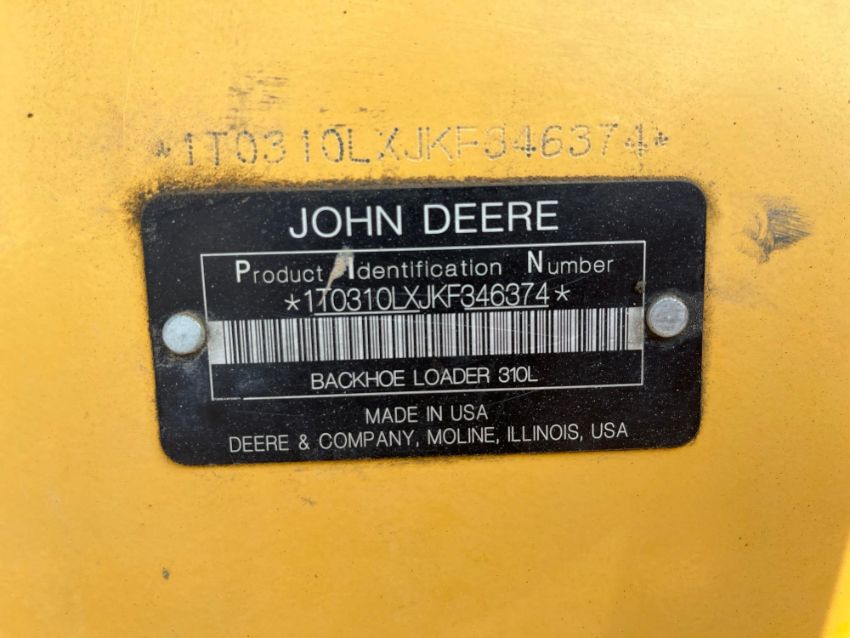 *1T0310LXJKF346374*
JOHN DEERE
Product Identification Number
*1T0310LXJKF346374*
BACKHOE LOADER 310L
MADE IN USA
DEERE & COMPANY, MOLINE, ILLINOIS, USA